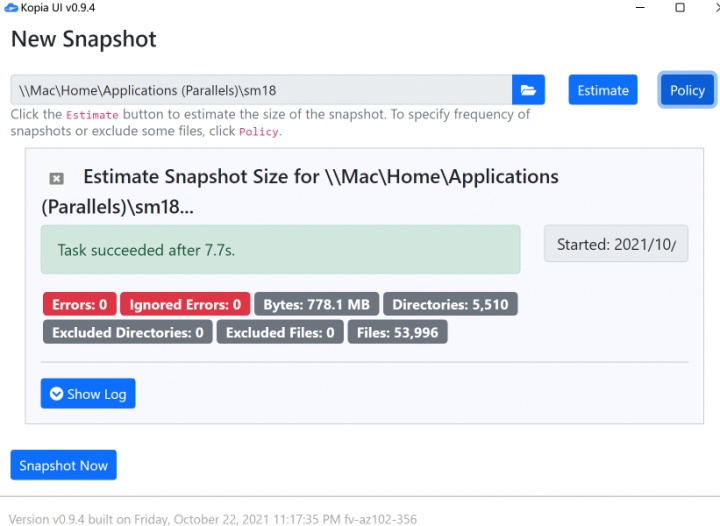 Kopia UI v0.9.4
New Snapshot
\\Mac\Home\Applications (Parallels)\sm18
Estimate
Policy
Click the Estimate button to estimate the size of the snapshot. To specify frequency of
snapshots or exclude some files, click Policy.
Estimate Snapshot Size for \\Mac\Home\Applications
(Parallels)\sm18...
Task succeeded after 7.7s.
Started: 2021/10/
Errors: 0 Ignored Errors: 0 Bytes: 778.1 MB Directories: 5,510
Excluded Directories: 0 Excluded Files: 0 Files: 53,996
Show Log
Snapshot Now
Version v0.9.4 built on Friday, October 22, 2021 11:17:35 PM fv-az102-356